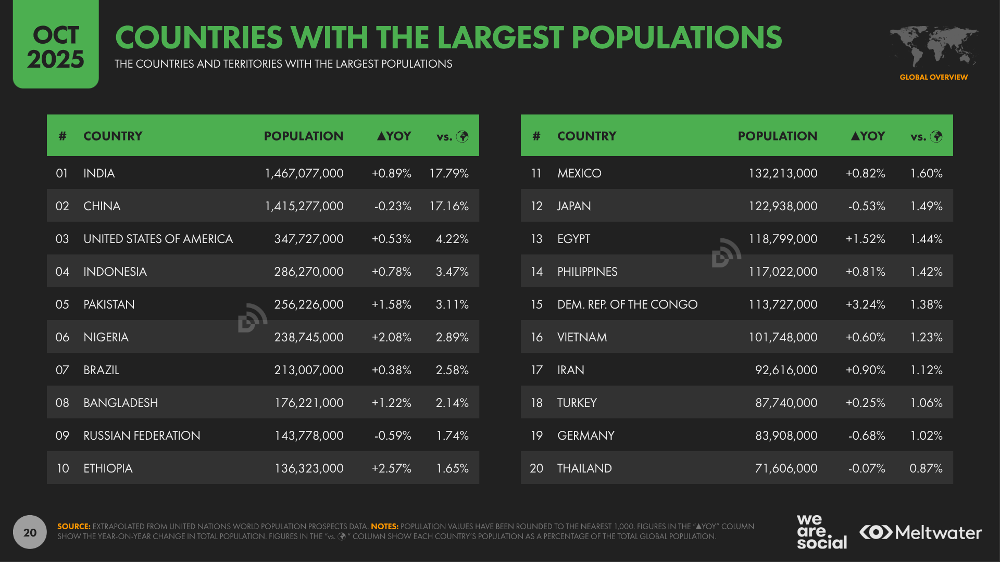 OCT
2025
COUNTRIES WITH THE LARGEST POPULATIONS
THE COUNTRIES AND TERRITORIES WITH THE LARGEST POPULATIONS
GLOBAL OVERVIEW
# COUNTRY POPULATION ▲YOY vs.
01 INDIA 1,467,077,000 +0.89% 17.79%
02 CHINA 1,415,277,000 -0.23% 17.16%
03 UNITED STATES OF AMERICA 347,727,000 +0.53% 4.22%
04 INDONESIA 286,270,000 +0.78% 3.47%
05 PAKISTAN 256,226,000 +1.58% 3.11%
06 NIGERIA 238,745,000 +2.08% 2.89%
07 BRAZIL 213,007,000 +0.38% 2.58%
08 BANGLADESH 176,221,000 +1.22% 2.14%
09 RUSSIAN FEDERATION 143,778,000 -0.59% 1.74%
10 ETHIOPIA 136,323,000 +2.57% 1.65%
# COUNTRY POPULATION ▲YOY vs.
11 MEXICO 132,213,000 +0.82% 1.60%
12 JAPAN 122,938,000 -0.53% 1.49%
13 EGYPT 118,799,000 +1.52% 1.44%
14 PHILIPPINES 117,022,000 +0.81% 1.42%
15 DEM. REP. OF THE CONGO 113,727,000 +3.24% 1.38%
16 VIETNAM 101,748,000 +0.60% 1.23%
17 IRAN 92,616,000 +0.90% 1.12%
18 TURKEY 87,740,000 +0.25% 1.06%
19 GERMANY 83,908,000 -0.68% 1.02%
20 THAILAND 71,606,000 -0.07% 0.87%
20
SOURCE: EXTRAPOLATED FROM UNITED NATIONS WORLD POPULATION PROSPECTS DATA. NOTES: POPULATION VALUES HAVE BEEN ROUNDED TO THE NEAREST 1,000. FIGURES IN THE “▲YOY” COLUMN
SHOW THE YEAR-ON-YEAR CHANGE IN TOTAL POPULATION. FIGURES IN THE “vs. ” COLUMN SHOW EACH COUNTRY’S POPULATION AS A PERCENTAGE OF THE TOTAL GLOBAL POPULATION.
we
are
social
Meltwater